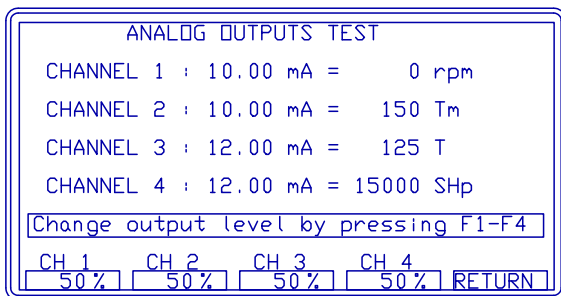 ANALOG OUTPUTS TEST
CHANNEL 1 : 10.00 mA = 0 rpm
CHANNEL 2 : 10.00 mA = 150 Tm
CHANNEL 3 : 12.00 mA = 125 T
CHANNEL 4 : 12.00 mA = 15000 SHp
Change output level by pressing F1-F4
CH 1 CH 2 CH 3 CH 4
50% 50% 50% 50% RETURN